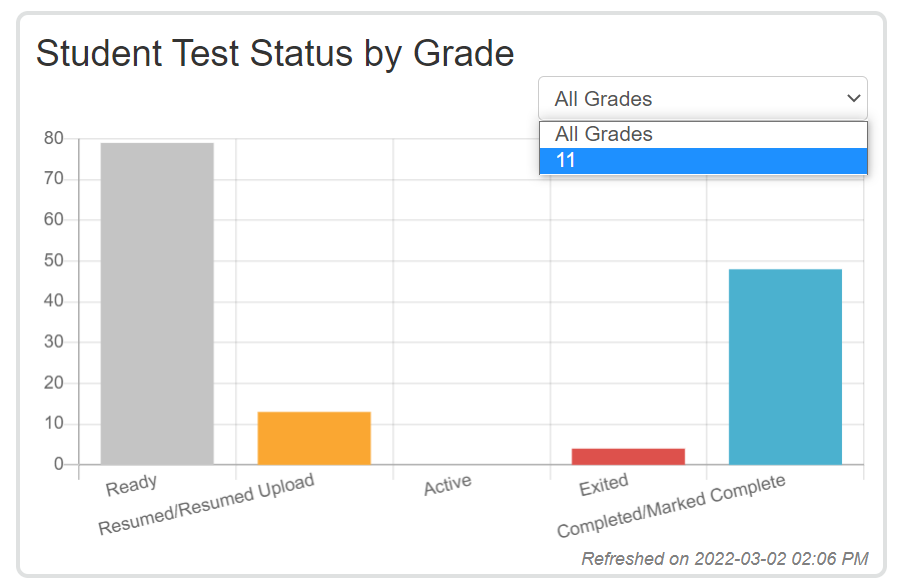 Student Test Status by Grade
All Grades
All Grades
11
80
70
60
50
40
30
20
10
0
Ready
Resumed/Resumed Upload
Active
Exited
Completed/Marked Complete
Refreshed on 2022-03-02 02:06 PM